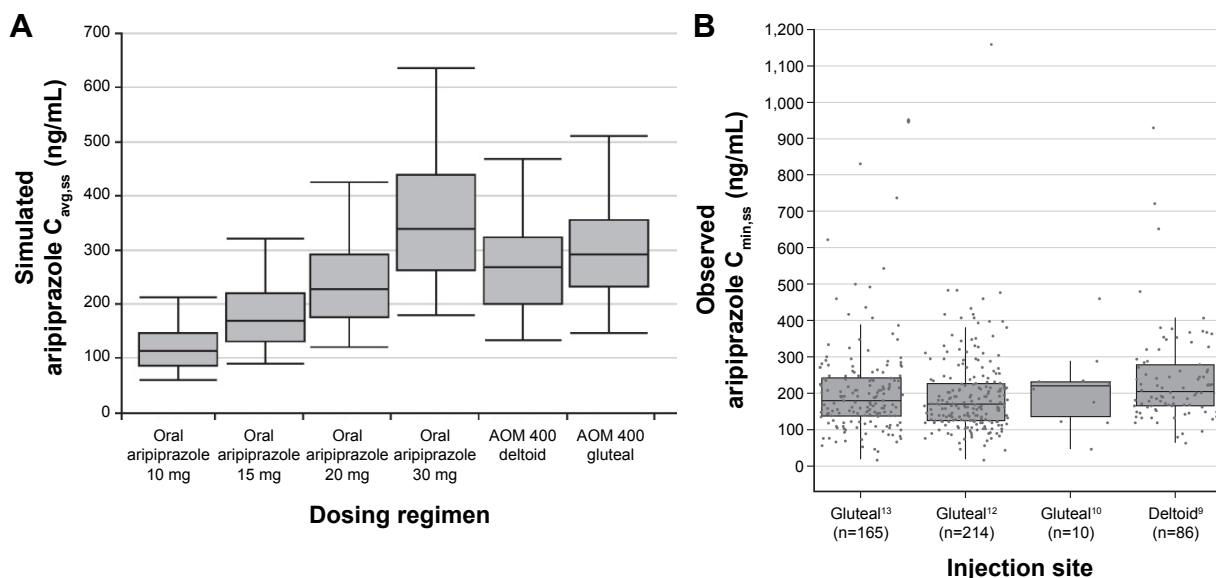 A
Simulated
aripiprazole Cavg,ss (ng/mL)
700
600
500
400
300
200
100
0
Oral
aripiprazole
10 mg
Oral
aripiprazole
15 mg
Oral
aripiprazole
20 mg
Oral
aripiprazole
30 mg
AOM 400
deltoid
AOM 400
gluteal
Dosing regimen
B
Observed
aripiprazole Cmin,ss (ng/mL)
1,200
1,100
1,000
900
800
700
600
500
400
300
200
100
0
Gluteal¹³
(n=165)
Gluteal¹²
(n=214)
Gluteal¹⁰
(n=10)
Deltoid⁹
(n=86)
Injection site